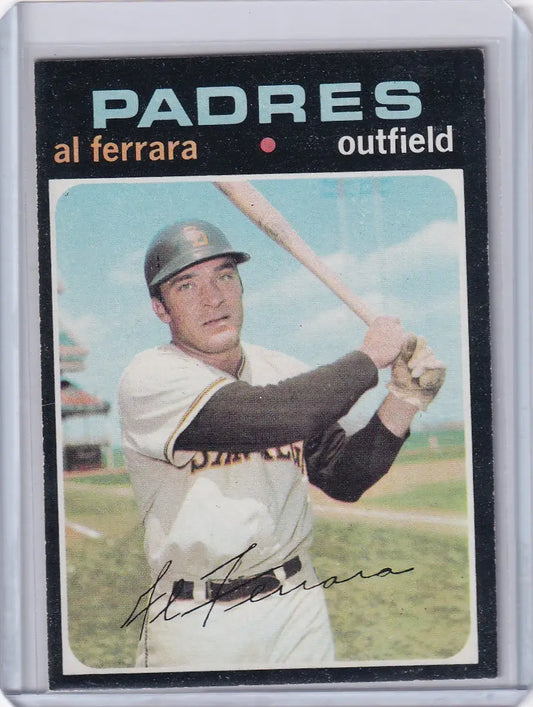 PADRES
al ferrara • outfield
Al Ferrara